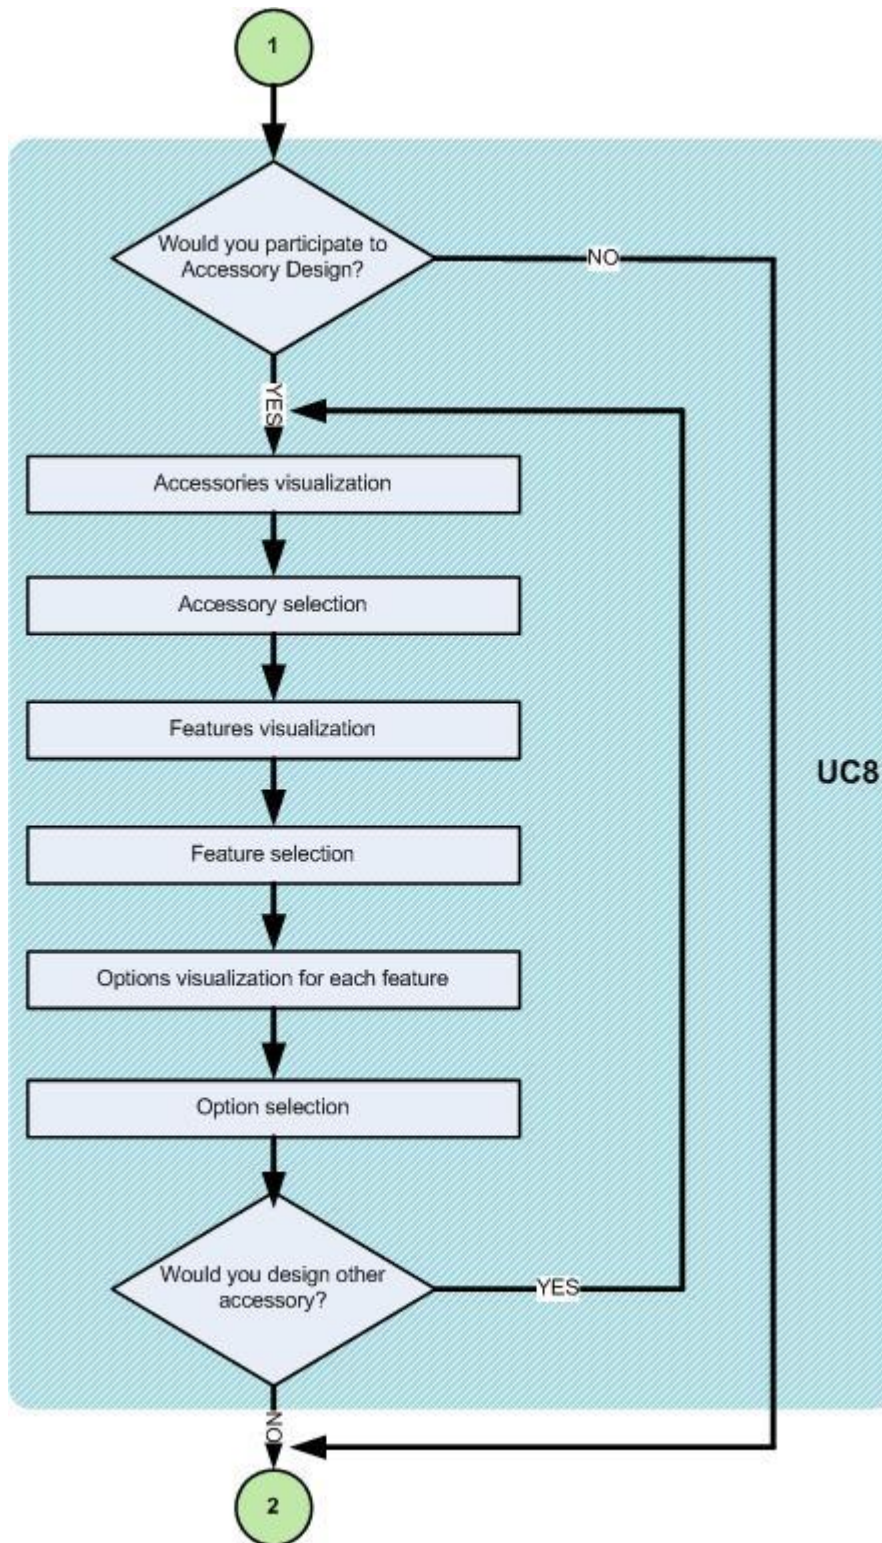 1
Would you participate to
Accessory Design?
NO
YES
Accessories visualization
Accessory selection
Features visualization
UC8
Feature selection
Options visualization for each feature
Option selection
Would you design other
accessory?
YES
NO
2